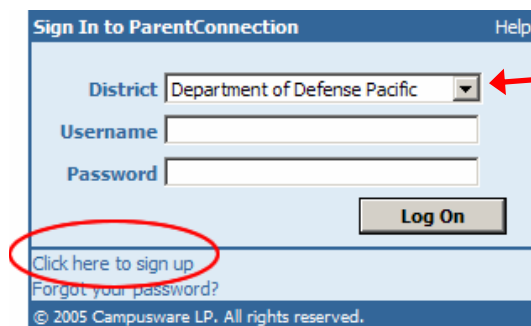 Sign In to ParentConnection Help
District Department of Defense Pacific
Username
Password
Log On
Click here to sign up
Forgot your password?
© 2005 Campusware LP. All rights reserved.